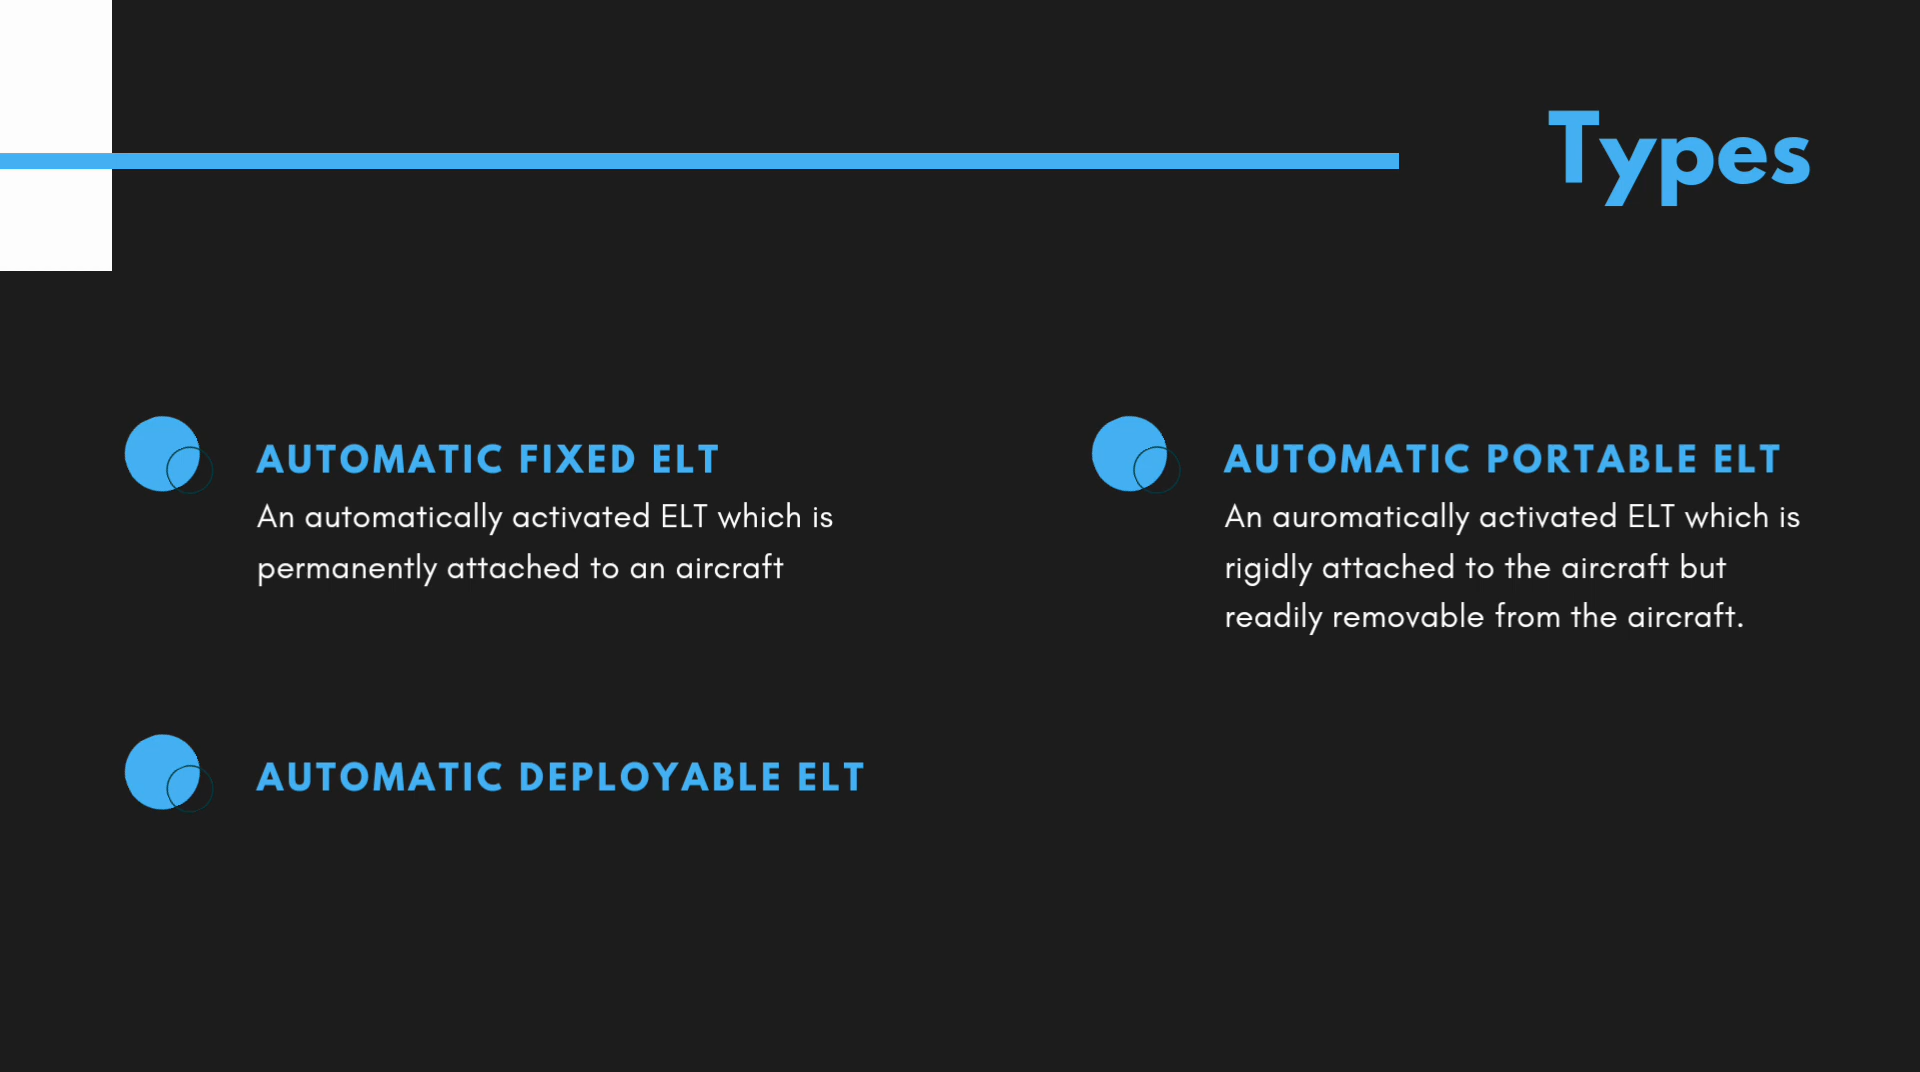 Types
AUTOMATIC FIXED ELT
An automatically activated ELT which is
permanently attached to an aircraft
AUTOMATIC PORTABLE ELT
An auromatically activated ELT which is
rigidly attached to the aircraft but
readily removable from the aircraft.
AUTOMATIC DEPLOYABLE ELT